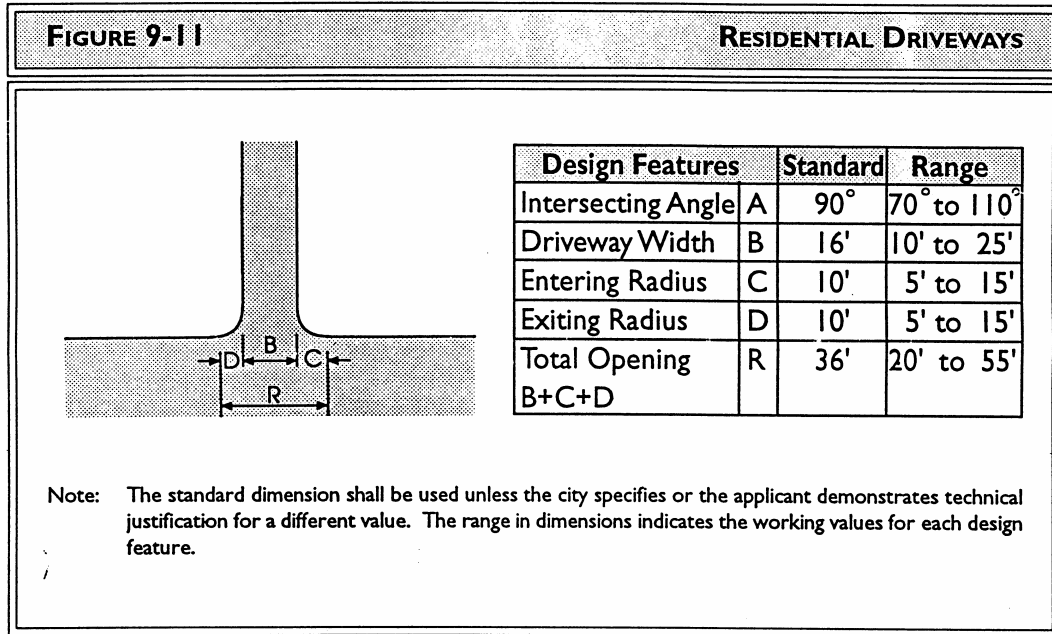 FIGURE 9-11 RESIDENTIAL DRIVEWAYS
D B C
R
Design Features Standard Range
Intersecting Angle A 90° 70° to 110°
Driveway Width B 16' 10' to 25'
Entering Radius C 10' 5' to 15'
Exiting Radius D 10' 5' to 15'
Total Opening R 36' 20' to 55'
B+C+D
Note: The standard dimension shall be used unless the city specifies or the applicant demonstrates technical
justification for a different value. The range in dimensions indicates the working values for each design
feature.